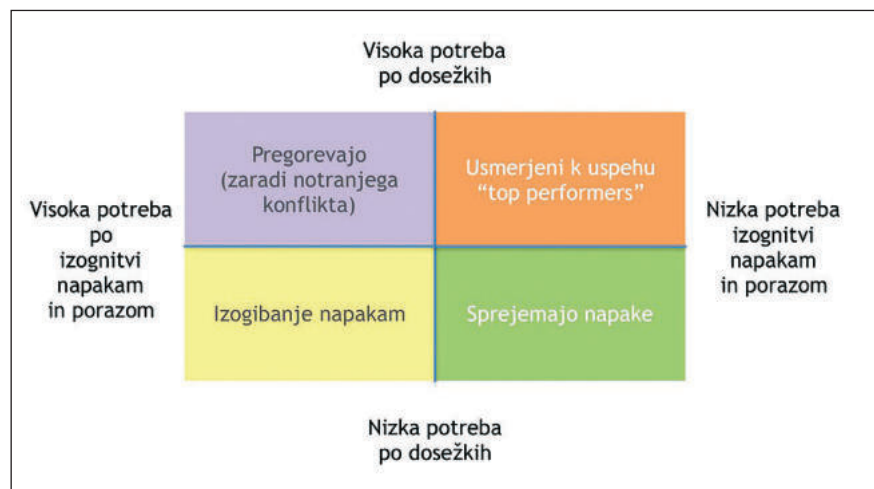 Visoka potreba
po dosežkih
Pregorevajo
(zaradi notranjega
konflikta)
Usmerjeni k uspehu
“top performers”
Visoka potreba
po
izognitvi
napakam
in porazom
Nizka potreba
izognitvi
napakam
in porazom
Izogibanje napakam
Sprejemajo napake
Nizka potreba
po dosežkih